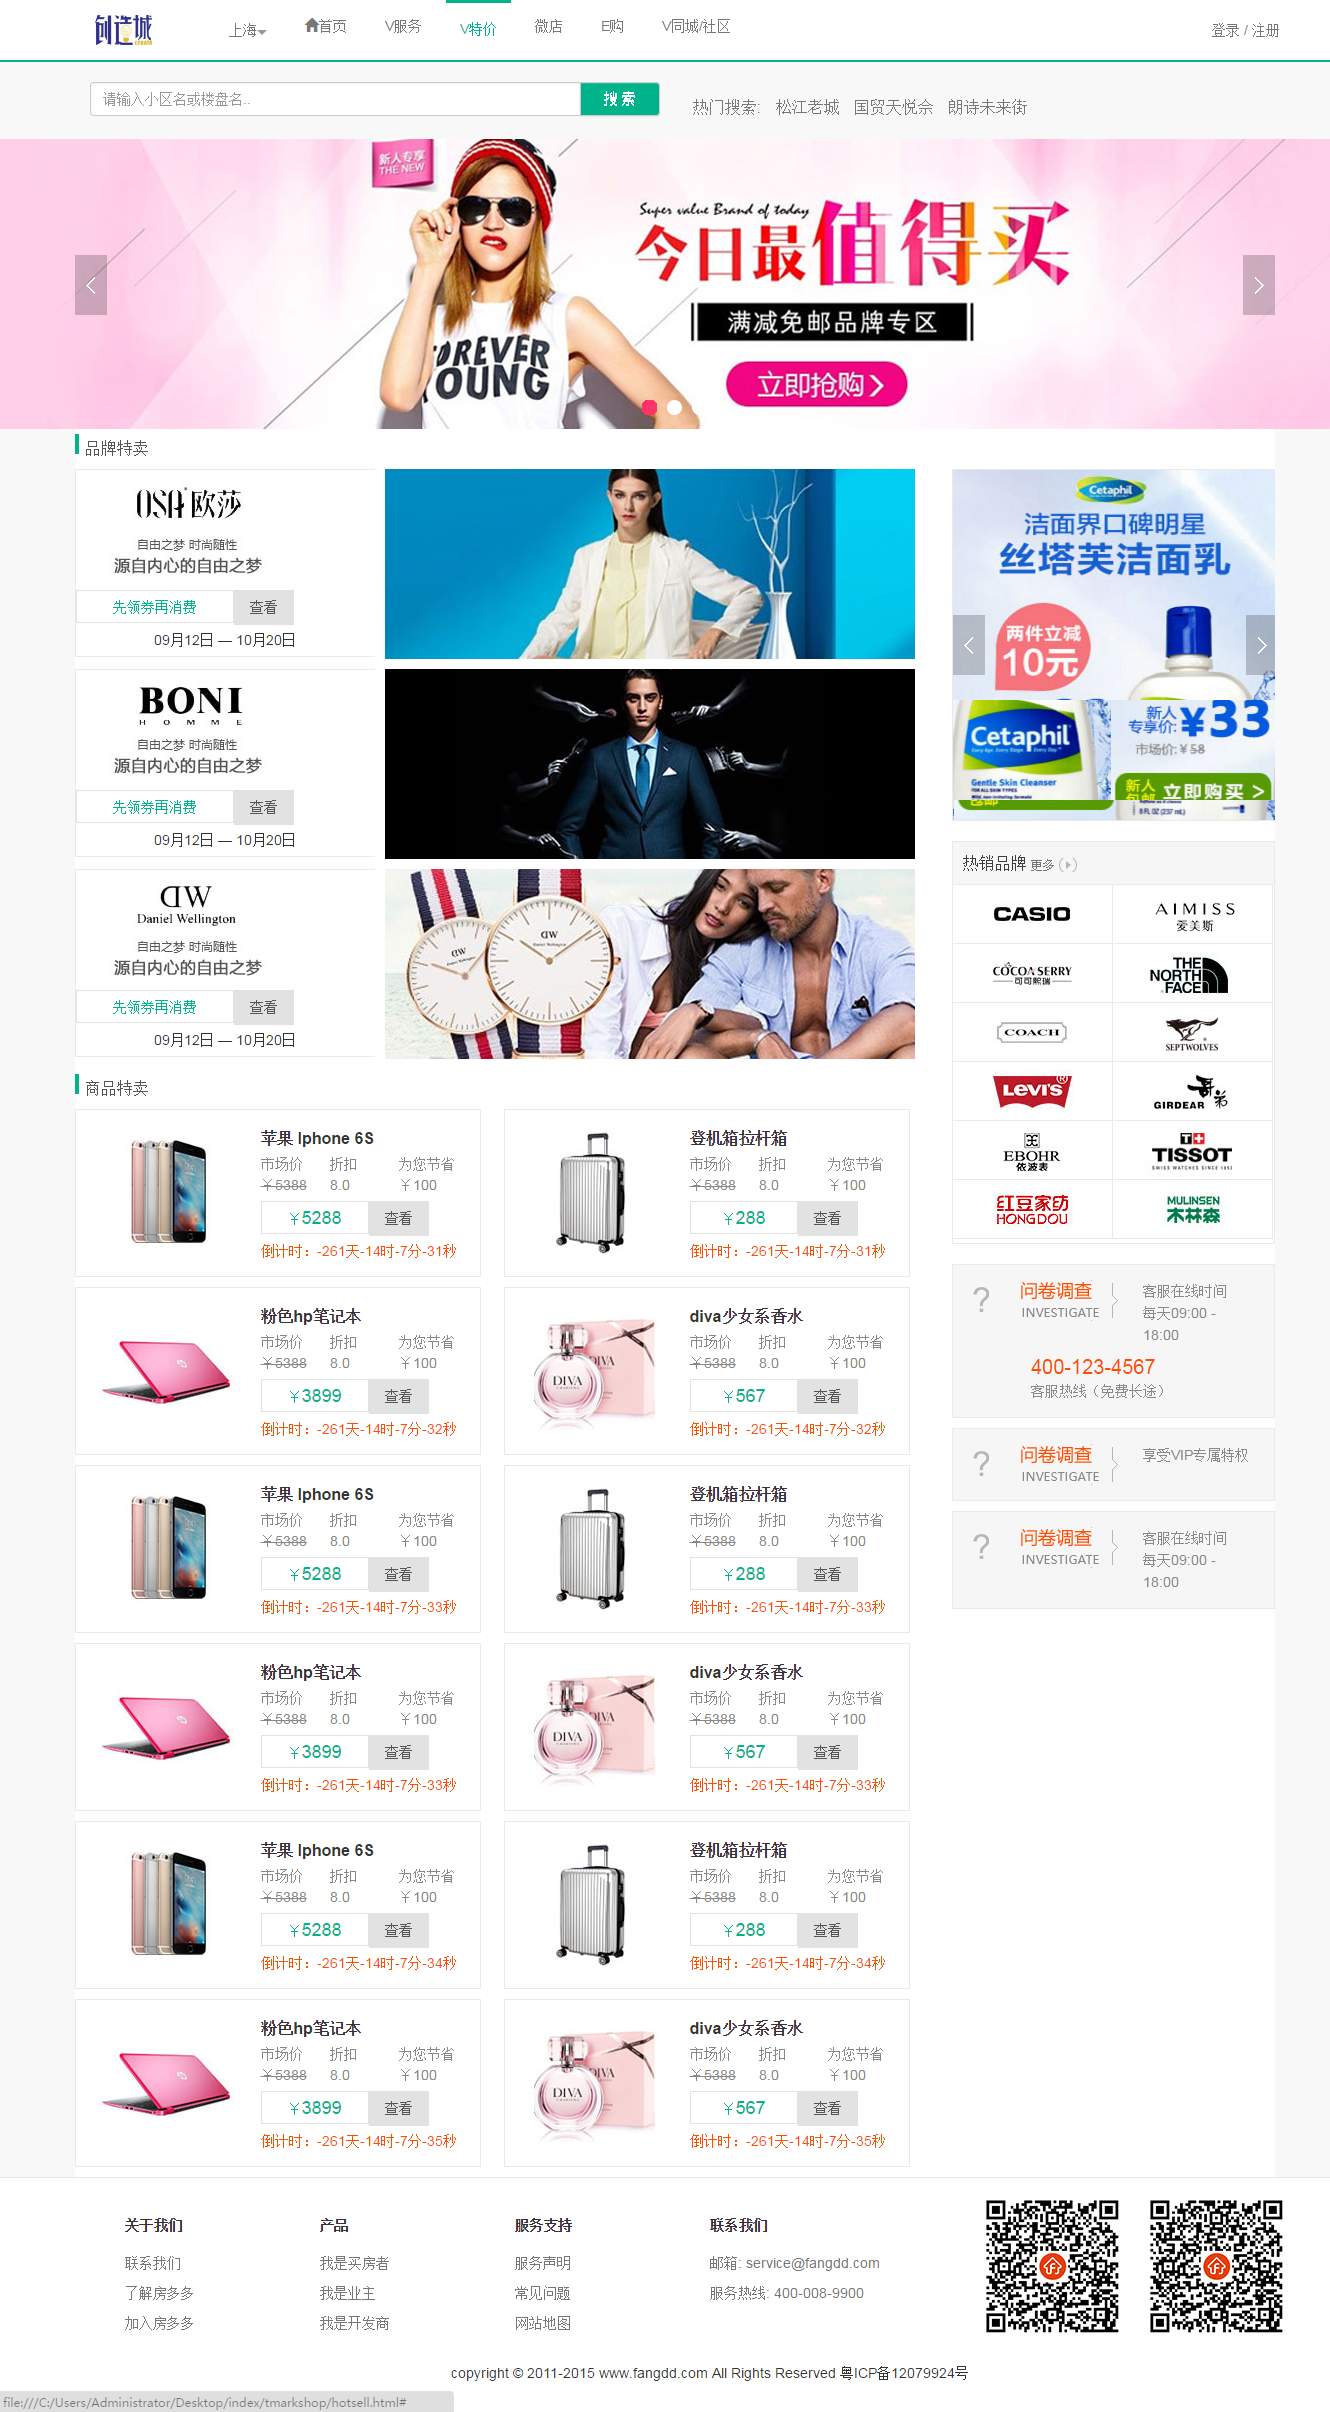 创造城
上海 首页 V服务 V特价 微店 E购 V同城/社区 登录 / 注册
请输入小区名或楼盘名.. 搜 索 热门搜索: 松江老城 国贸天悦佘 朗诗未来街
新人专享
THE NEW
Super value Brand of today
今日最值得买
满减免邮品牌专区
立即抢购
FOREVER
YOUNG
品牌特卖
OSA 欧莎
自由之梦 时尚随性
源自内心的自由之梦
先领券再消费 查看
09月12日 — 10月20日
BONI
HOMME
自由之梦 时尚随性
源自内心的自由之梦
先领券再消费 查看
09月12日 — 10月20日
DW
Daniel Wellington
自由之梦 时尚随性
源自内心的自由之梦
先领券再消费 查看
09月12日 — 10月20日
Cetaphil
洁面界口碑明星
丝塔芙洁面乳
两件立减
10元
新人
专享价: ¥33
市场价:¥58
Cetaphil
Gentle Skin Cleanser
新人
包邮 立即购买 >
8 FL OZ (237 mL)
热销品牌 更多
CASIO
AIMISS
爱美斯
COCO SERRY
可可熙瑞
THE
NORTH
FACE
COACH
SEPTWOLVES
LEVI'S
哥弟
GIRDEAR
EBOHR
依波表
TISSOT
SWISS WATCHES SINCE 1853
红豆家纺
HONGDOU
MULINSEN
木林森
? 问卷调查 客服在线时间
INVESTIGATE 每天09:00 -
18:00
400-123-4567
客服热线（免费长途）
? 问卷调查 享受VIP专属特权
INVESTIGATE
? 问卷调查 客服在线时间
INVESTIGATE 每天09:00 -
18:00
商品特卖
苹果 Iphone 6S
市场价 折扣 为您节省
￥5388 8.0 ￥100
￥5288 查看
倒计时：-261天-14时-7分-31秒
登机箱拉杆箱
市场价 折扣 为您节省
￥5388 8.0 ￥100
￥288 查看
倒计时：-261天-14时-7分-31秒
粉色hp笔记本
市场价 折扣 为您节省
￥5388 8.0 ￥100
￥3899 查看
倒计时：-261天-14时-7分-32秒
DIVA
diva少女系香水
市场价 折扣 为您节省
￥5388 8.0 ￥100
￥567 查看
倒计时：-261天-14时-7分-32秒
苹果 Iphone 6S
市场价 折扣 为您节省
￥5388 8.0 ￥100
￥5288 查看
倒计时：-261天-14时-7分-33秒
登机箱拉杆箱
市场价 折扣 为您节省
￥5388 8.0 ￥100
￥288 查看
倒计时：-261天-14时-7分-33秒
粉色hp笔记本
市场价 折扣 为您节省
￥5388 8.0 ￥100
￥3899 查看
倒计时：-261天-14时-7分-33秒
DIVA
diva少女系香水
市场价 折扣 为您节省
￥5388 8.0 ￥100
￥567 查看
倒计时：-261天-14时-7分-33秒
苹果 Iphone 6S
市场价 折扣 为您节省
￥5388 8.0 ￥100
￥5288 查看
倒计时：-261天-14时-7分-34秒
登机箱拉杆箱
市场价 折扣 为您节省
￥5388 8.0 ￥100
￥288 查看
倒计时：-261天-14时-7分-34秒
粉色hp笔记本
市场价 折扣 为您节省
￥5388 8.0 ￥100
￥3899 查看
倒计时：-261天-14时-7分-35秒
DIVA
diva少女系香水
市场价 折扣 为您节省
￥5388 8.0 ￥100
￥567 查看
倒计时：-261天-14时-7分-35秒
关于我们 产品 服务支持 联系我们
联系我们 我是买房者 服务声明 邮箱: service@fangdd.com
了解房多多 我是业主 常见问题 服务热线: 400-008-9900
加入房多多 我是开发商 网站地图
copyright © 2011-2015 www.fangdd.com All Rights Reserved 粤ICP备12079924号
file:///C:/Users/Administrator/Desktop/index/tmarkshop/hotsell.html#